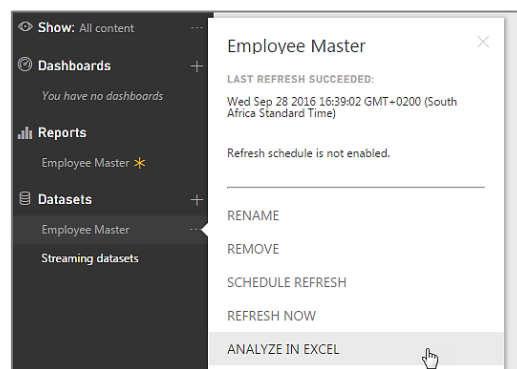 Show: All content
Dashboards
You have no dashboards
Reports
Employee Master
Datasets
Employee Master
Streaming datasets
Employee Master
LAST REFRESH SUCCEEDED:
Wed Sep 28 2016 16:39:02 GMT+0200 (South
Africa Standard Time)
Refresh schedule is not enabled.
RENAME
REMOVE
SCHEDULE REFRESH
REFRESH NOW
ANALYZE IN EXCEL